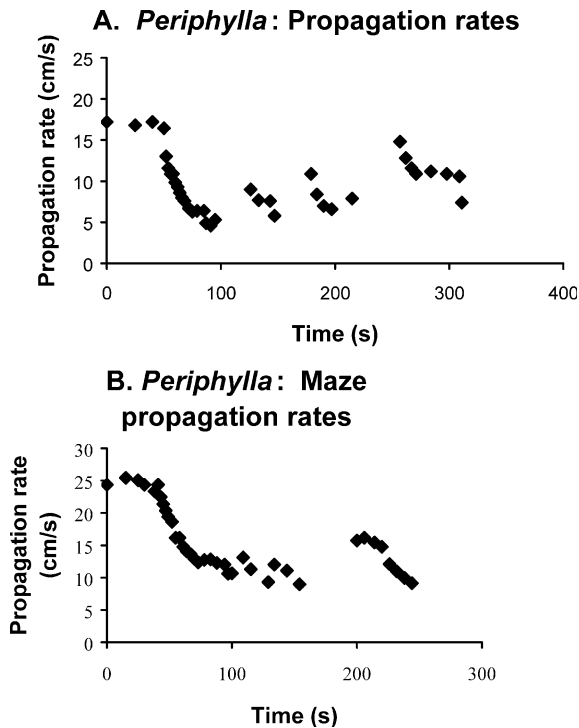 A. Periphylla: Propagation rates
Propagation rate (cm/s)
25
20
15
10
5
0
0 100 200 300 400
Time (s)
B. Periphylla: Maze
propagation rates
Propagation rate
(cm/s)
30
25
20
15
10
5
0
0 100 200 300
Time (s)